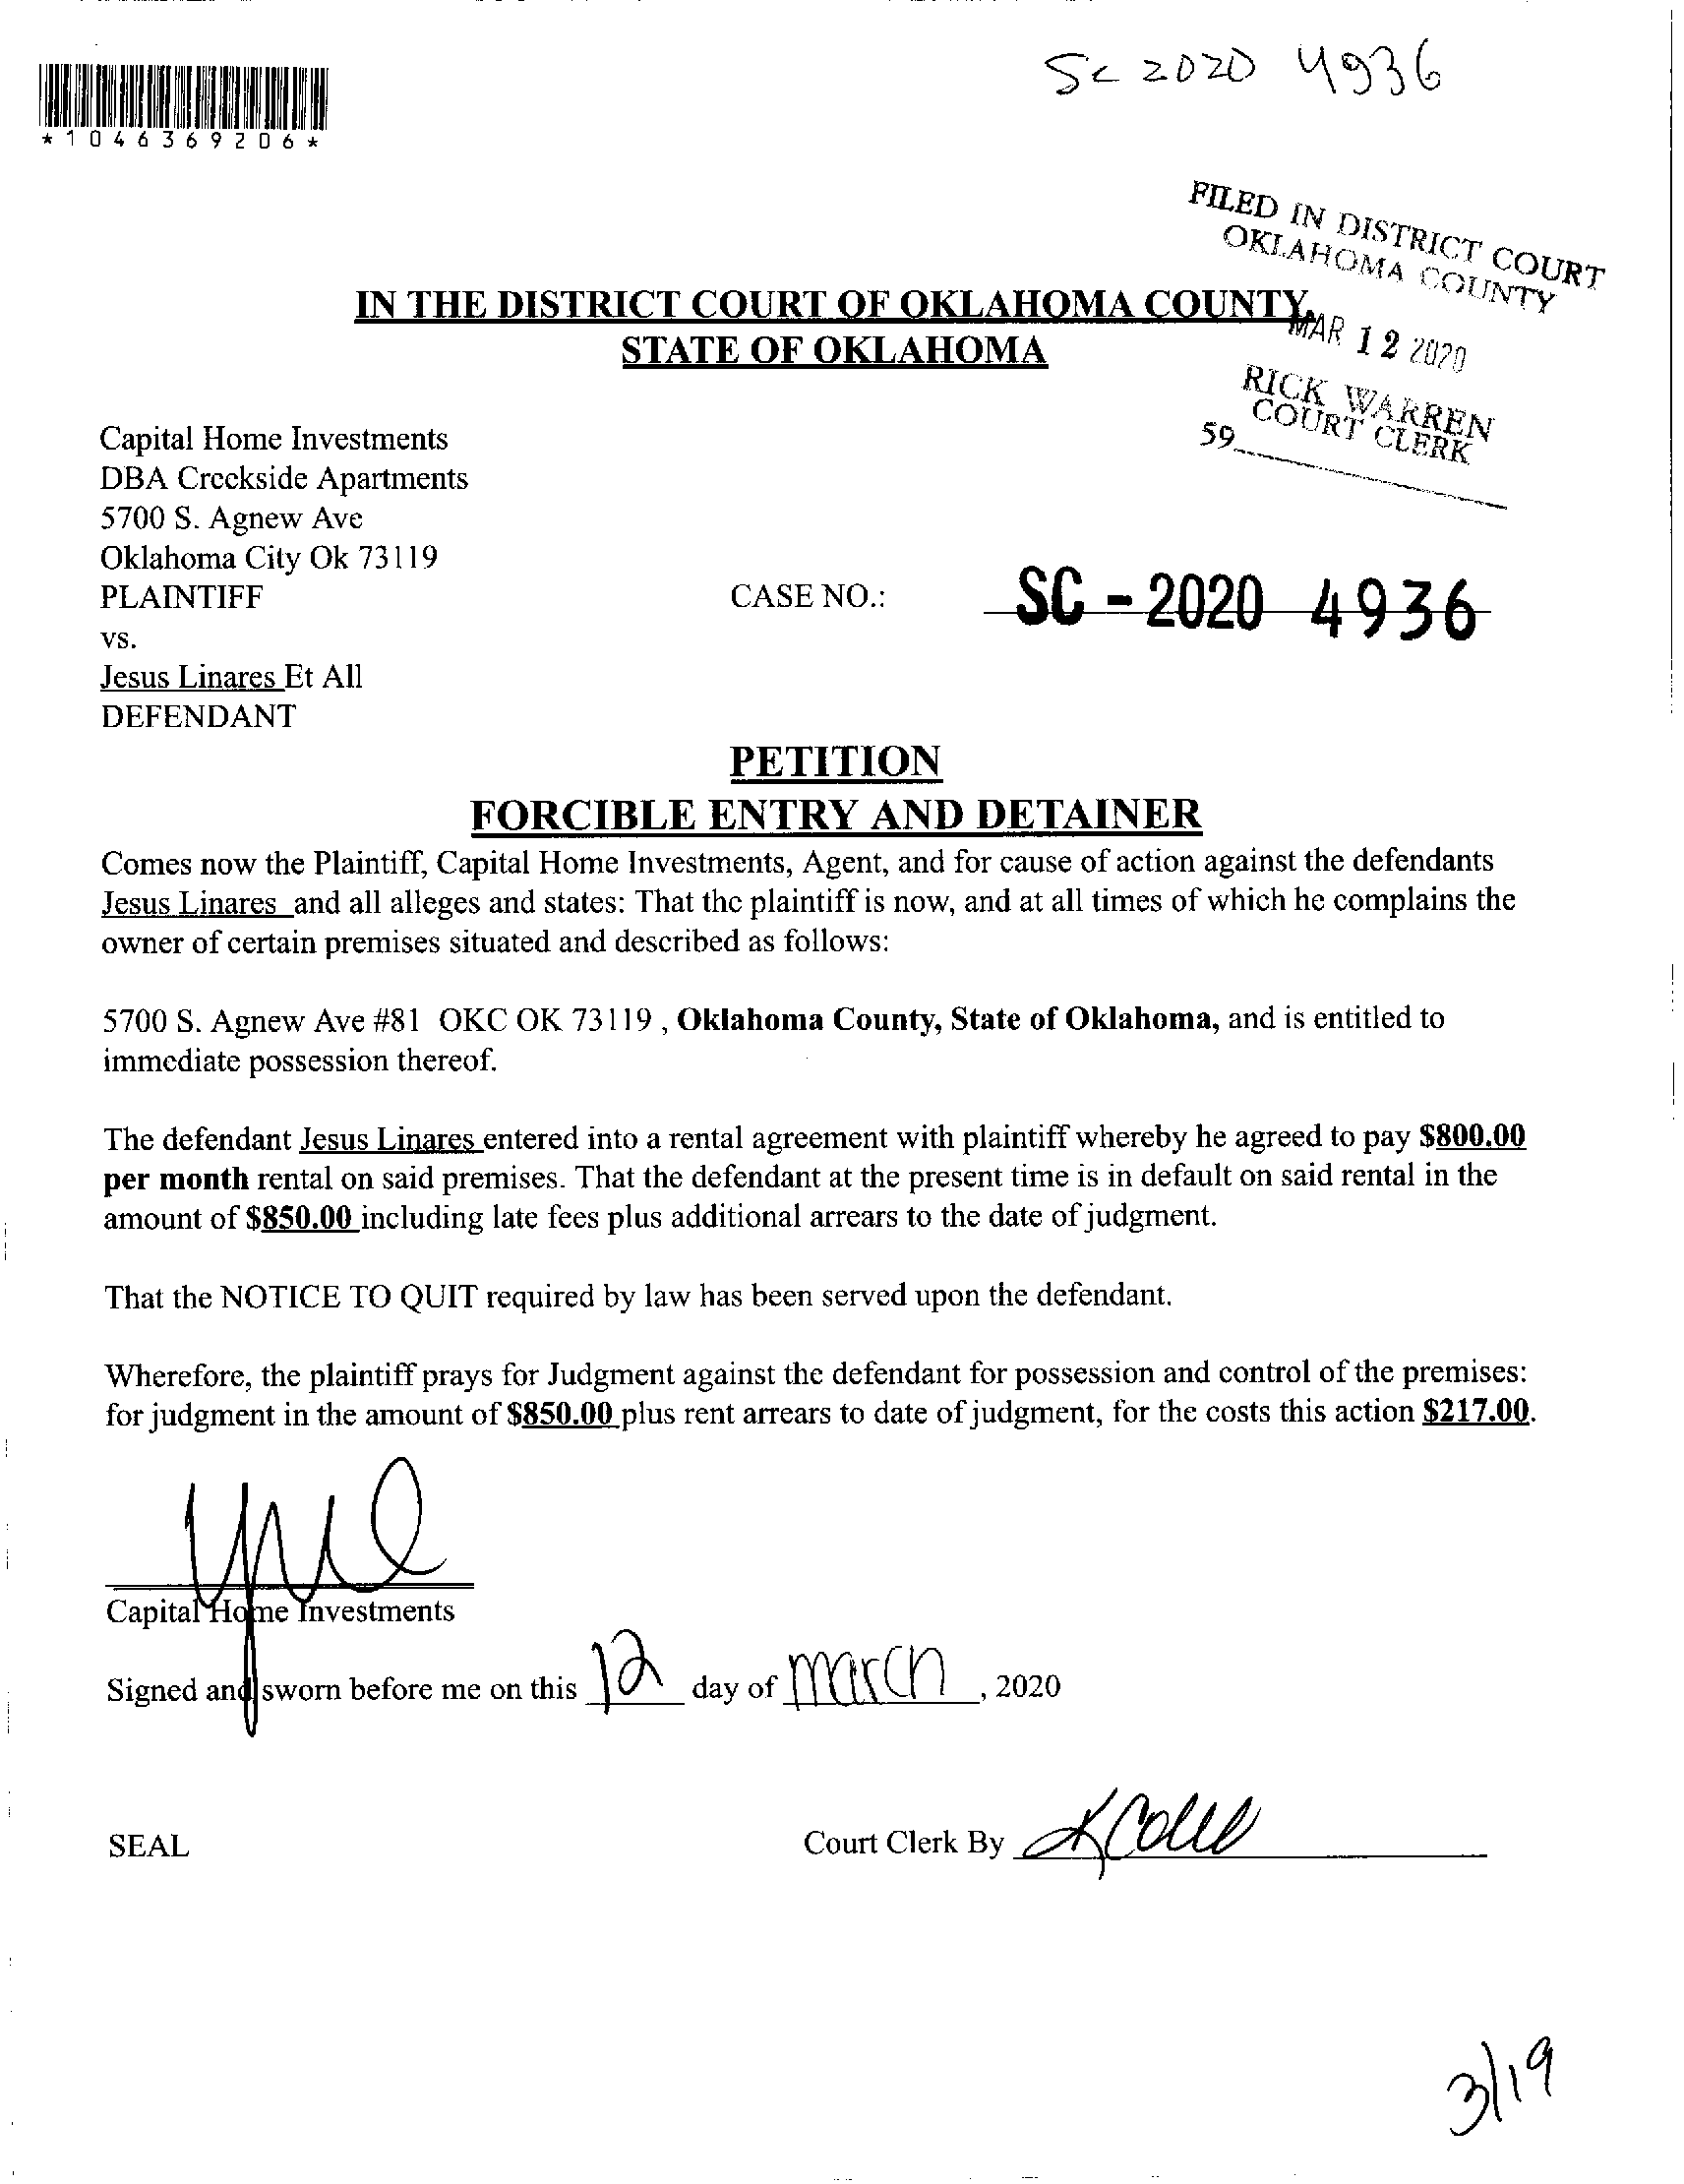 Sc 2020 4936
*1046369206*
FILED IN DISTRICT COURT
OKLAHOMA COUNTY
MAR 12 2020
RICK WARREN
COURT CLERK
59
IN THE DISTRICT COURT OF OKLAHOMA COUNTY,
STATE OF OKLAHOMA
Capital Home Investments
DBA Creekside Apartments
5700 S. Agnew Ave
Oklahoma City Ok 73119
PLAINTIFF
CASE NO.: SC - 2020 4936
vs.
Jesus Linares Et All
DEFENDANT
PETITION
FORCIBLE ENTRY AND DETAINER
Comes now the Plaintiff, Capital Home Investments, Agent, and for cause of action against the defendants
Jesus Linares and all alleges and states: That the plaintiff is now, and at all times of which he complains the
owner of certain premises situated and described as follows:
5700 S. Agnew Ave #81 OKC OK 73119 , Oklahoma County, State of Oklahoma, and is entitled to
immediate possession thereof.
The defendant Jesus Linares entered into a rental agreement with plaintiff whereby he agreed to pay $800.00
per month rental on said premises. That the defendant at the present time is in default on said rental in the
amount of $850.00 including late fees plus additional arrears to the date of judgment.
That the NOTICE TO QUIT required by law has been served upon the defendant.
Wherefore, the plaintiff prays for Judgment against the defendant for possession and control of the premises:
for judgment in the amount of $850.00 plus rent arrears to date of judgment, for the costs this action $217.00.
Capital Home Investments
Signed and sworn before me on this 12 day of March , 2020
SEAL
Court Clerk By
3/19